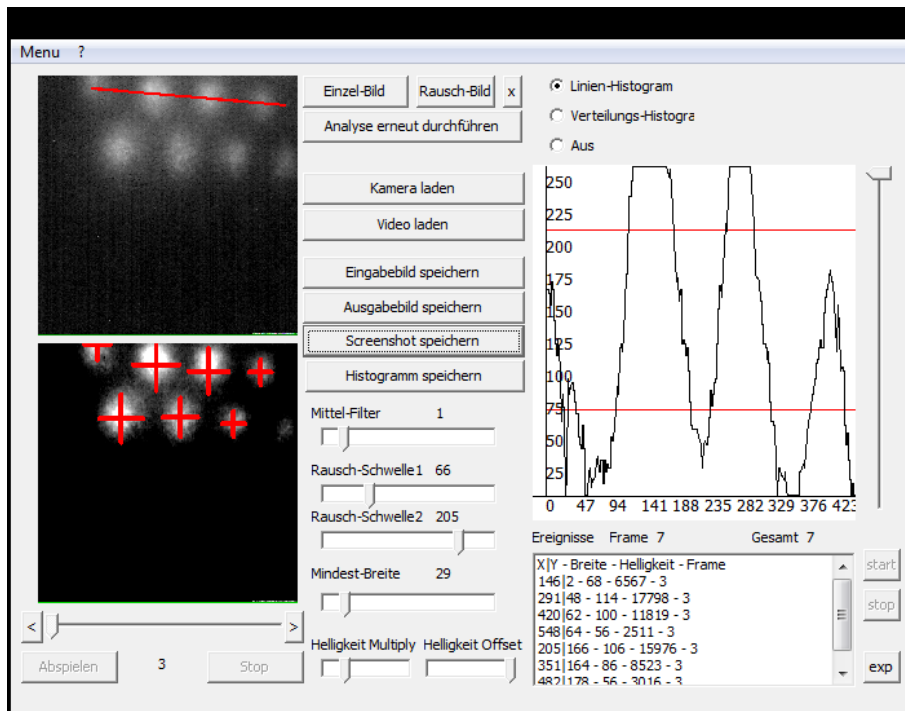 Menu ?
Einzel-Bild Rausch-Bild x
Analyse erneut durchführen
Kamera laden
Video laden
Eingabebild speichern
Ausgabebild speichern
Screenshot speichern
Histogramm speichern
Mittel-Filter 1
Rausch-Schwelle1 66
Rausch-Schwelle2 205
Mindest-Breite 29
Helligkeit Multiply Helligkeit Offset
< >
Abspielen 3 Stop
Linien-Histogram
Verteilungs-Histogra
Aus
250
225
200
175
150
125
100
75
50
25
0 47 94 141 188 235 282 329 376 423
Ereignisse Frame 7 Gesamt 7
X|Y - Breite - Helligkeit - Frame
146|2 - 68 - 6567 - 3
291|48 - 114 - 17798 - 3
420|62 - 100 - 11819 - 3
548|64 - 56 - 2511 - 3
205|166 - 106 - 15976 - 3
351|164 - 86 - 8523 - 3
482|178 - 56 - 3016 - 3
start
stop
exp